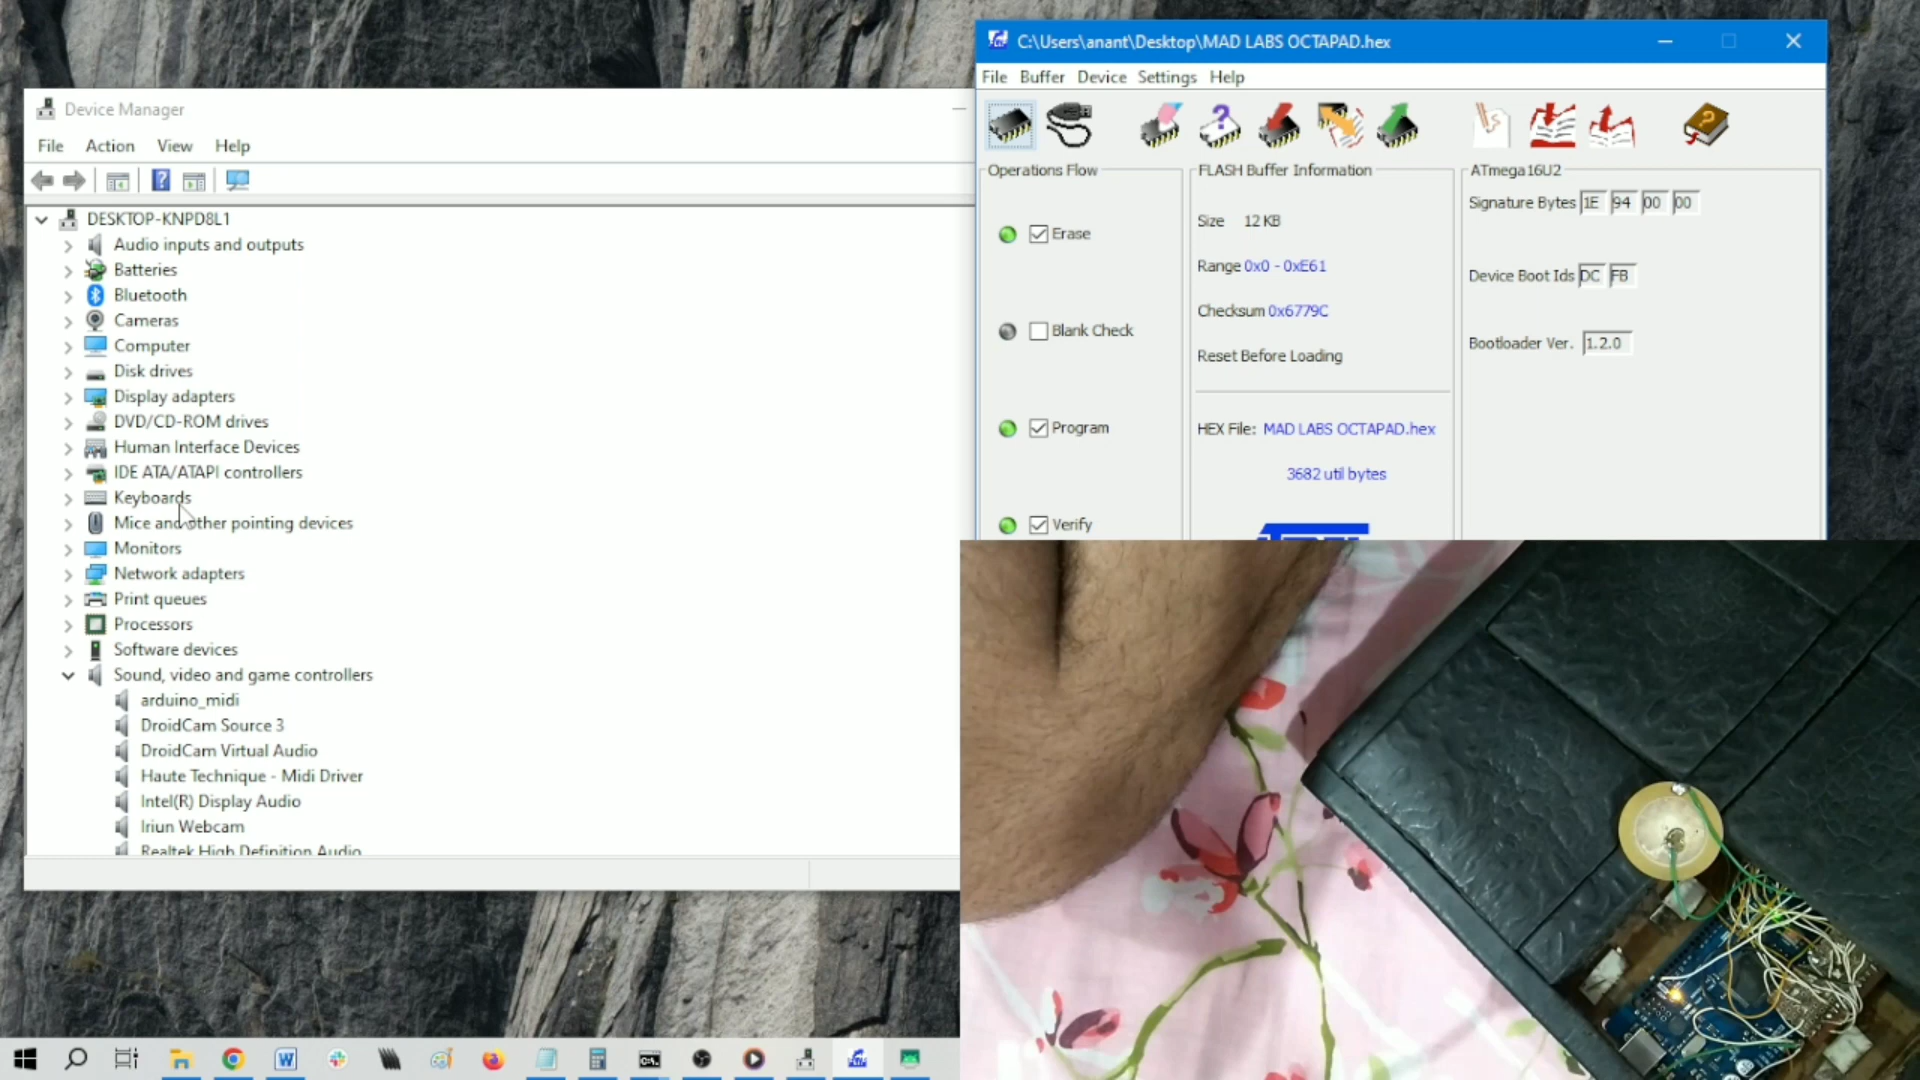 Device Manager
File Action View Help
DESKTOP-KNPD8L1
Audio inputs and outputs
Batteries
Bluetooth
Cameras
Computer
Disk drives
Display adapters
DVD/CD-ROM drives
Human Interface Devices
IDE ATA/ATAPI controllers
Keyboards
Mice and other pointing devices
Monitors
Network adapters
Print queues
Processors
Software devices
Sound, video and game controllers
arduino_midi
DroidCam Source 3
DroidCam Virtual Audio
Haute Technique - Midi Driver
Intel(R) Display Audio
Iriun Webcam
Realtek High Definition Audio
C:\Users\anant\Desktop\MAD LABS OCTAPAD.hex
File Buffer Device Settings Help
Operations Flow
Erase
Blank Check
Program
Verify
FLASH Buffer Information
Size 12 KB
Range 0x0 - 0xE61
Checksum 0x6779C
Reset Before Loading
HEX File: MAD LABS OCTAPAD.hex
3682 util bytes
ATmega16U2
Signature Bytes 1E 94 00 00
Device Boot Ids DC FB
Bootloader Ver. 1.2.0